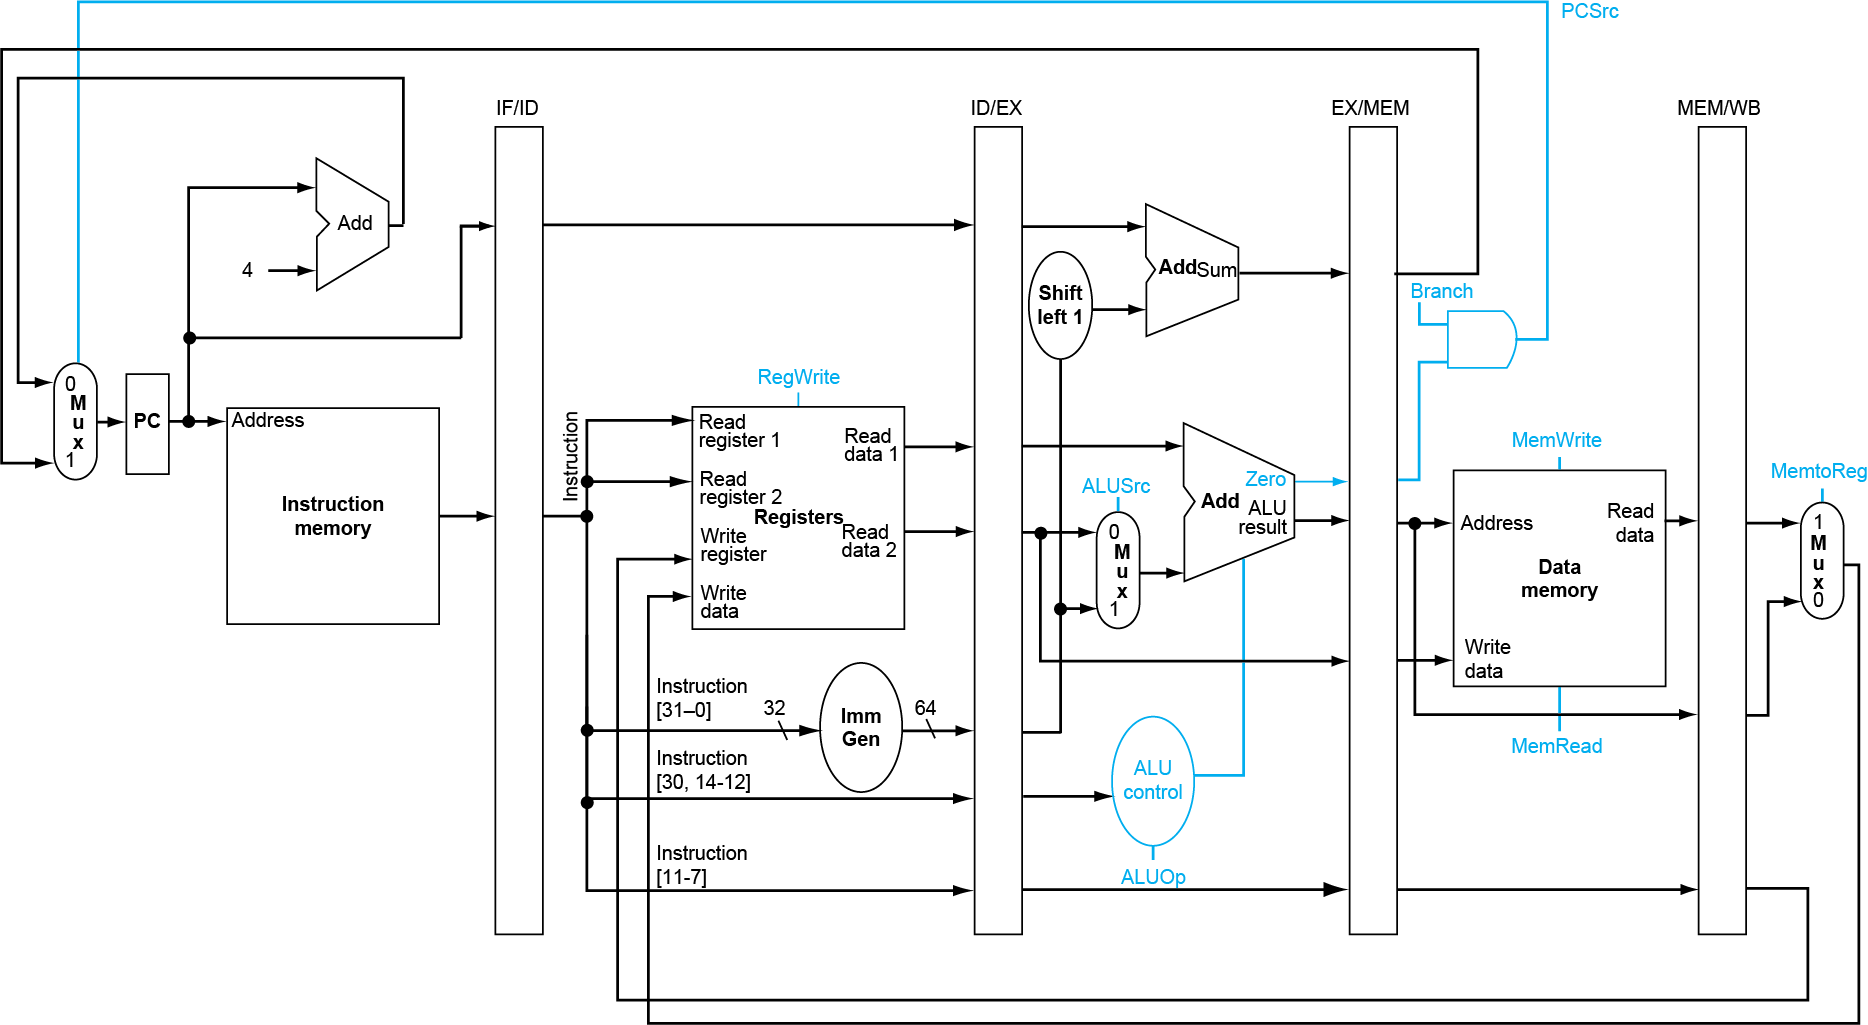 PCSrc
IF/ID
ID/EX
EX/MEM
MEM/WB
Add
4
Add Sum
Shift
left 1
Branch
0
M
u
x
1
PC
Address
Instruction
memory
Instruction
RegWrite
Read
register 1
Read
data 1
Read
register 2
Registers
Write
register
Read
data 2
Write
data
ALUSrc
0
M
u
x
1
Zero
Add
ALU
result
MemWrite
Address
Read
data
Data
memory
Write
data
MemRead
MemtoReg
1
M
u
x
0
Instruction
[31–0]
32
Imm
Gen
64
Instruction
[30, 14-12]
ALU
control
ALUOp
Instruction
[11-7]